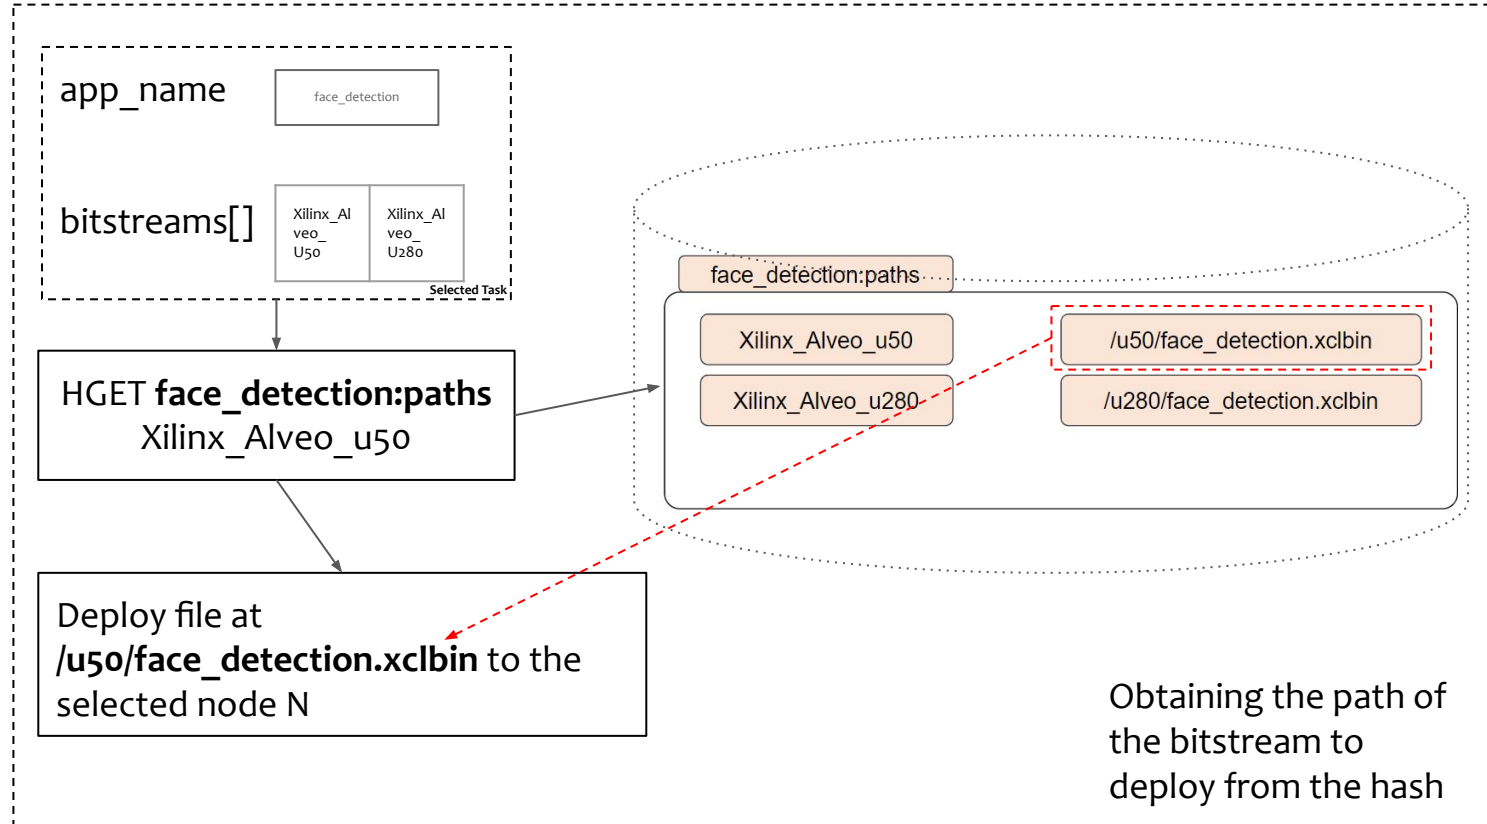 app_name
face_detection
bitstreams[]
Xilinx_Al
veo_
U50
Xilinx_Al
veo_
U280
Selected Task
HGET face_detection:paths
Xilinx_Alveo_u50
face_detection:paths
Xilinx_Alveo_u50
/u50/face_detection.xclbin
Xilinx_Alveo_u280
/u280/face_detection.xclbin
Deploy file at
/u50/face_detection.xclbin to the
selected node N
Obtaining the path of
the bitstream to
deploy from the hash